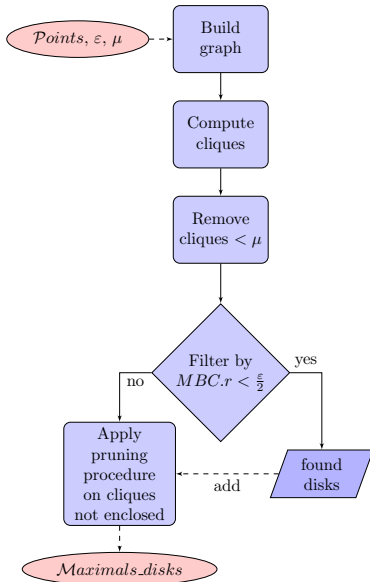 Points, ε, μ
Build
graph
Compute
cliques
Remove
cliques < μ
Filter by
MBC.r < ε/2
yes
no
Apply
pruning
procedure
on cliques
not enclosed
found
disks
add
Maximals_disks